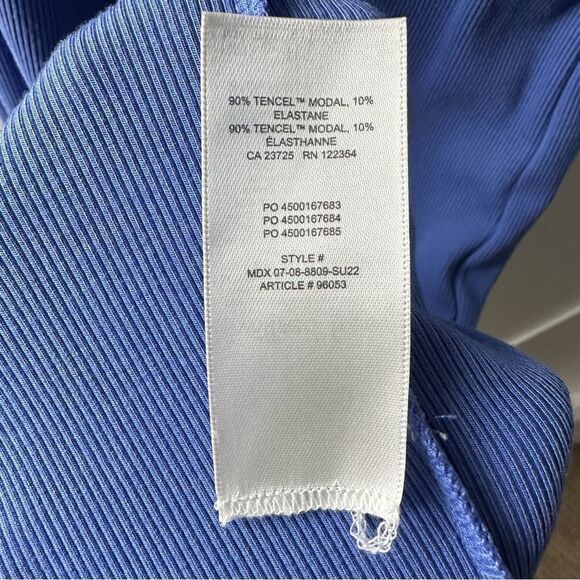 90% TENCEL™ MODAL, 10%
ELASTANE
90% TENCEL™ MODAL, 10%
ÉLASTHANNE
CA 23725 RN 122354
PO 4500167683
PO 4500167684
PO 4500167685
STYLE #
MDX 07-08-8809-SU22
ARTICLE # 96053